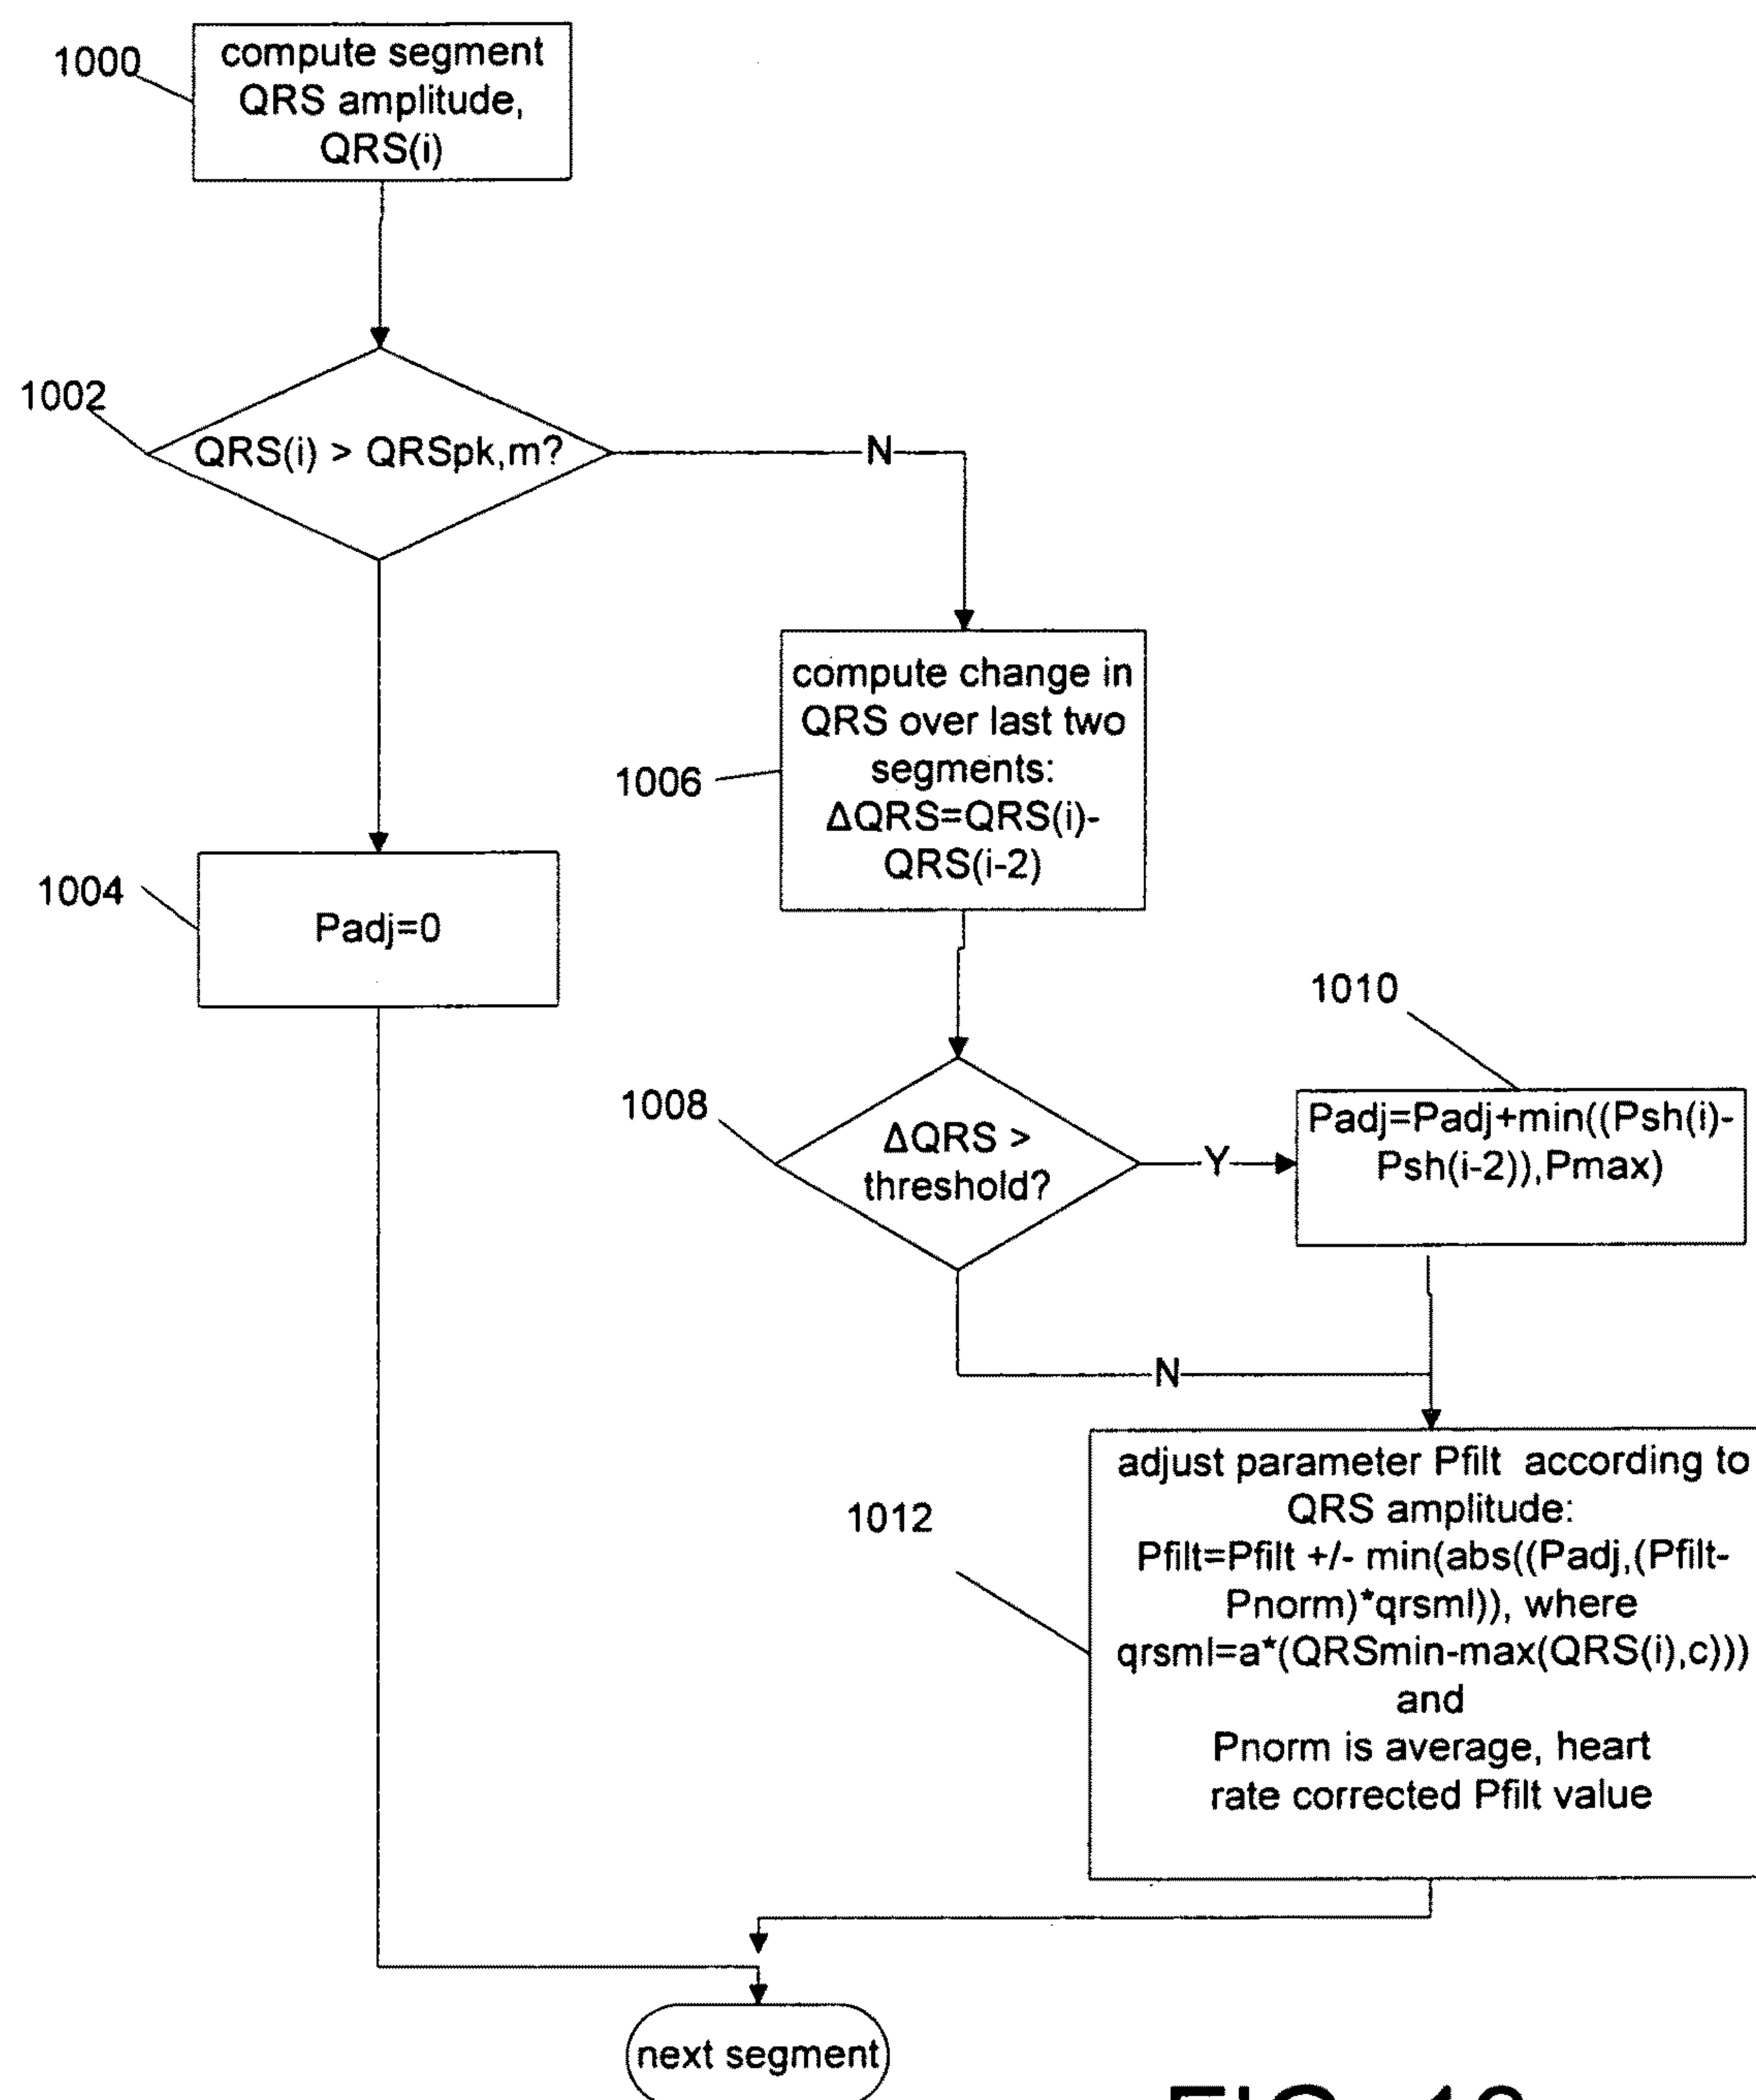 1000
compute segment
QRS amplitude,
QRS(i)
1002
QRS(i) > QRSpk,m?
N
1006
compute change in
QRS over last two
segments:
ΔQRS=QRS(i)-
QRS(i-2)
1004
Padj=0
1008
ΔQRS >
threshold?
Y
1010
Padj=Padj+min((Psh(i)-
Psh(i-2)),Pmax)
N
1012
adjust parameter Pfilt according to
QRS amplitude:
Pfilt=Pfilt +/- min(abs((Padj,(Pfilt-
Pnorm)*qrsml)), where
qrsml=a*(QRSmin-max(QRS(i),c)))
and
Pnorm is average, heart
rate corrected Pfilt value
next segment